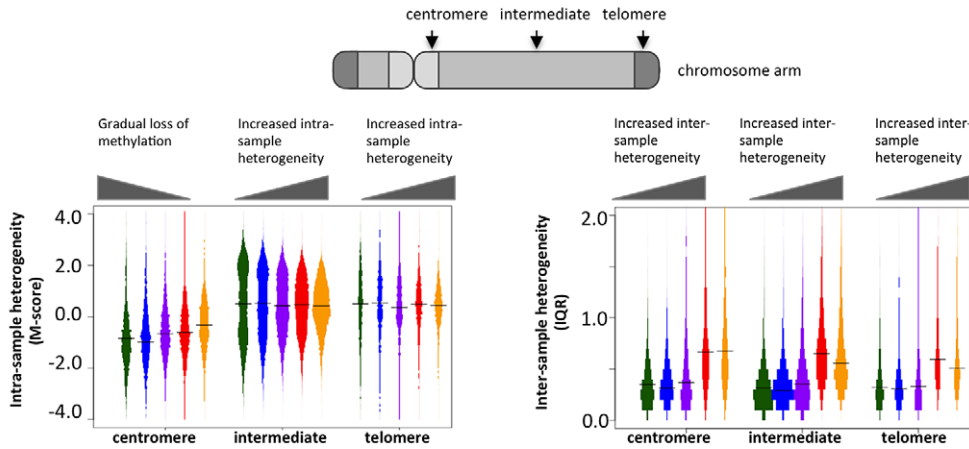 centromere intermediate telomere
chromosome arm
Gradual loss of
methylation
Increased intra-
sample heterogeneity
Increased intra-
sample
heterogeneity
Increased inter-
sample
heterogeneity
Increased inter-
sample
heterogeneity
Increased inter-
sample
heterogeneity
Intra-sample heterogeneity
(M-score)
4.0
2.0
0.0
-2.0
-4.0
centromere intermediate telomere
Inter-sample heterogeneity
(IQR)
2.0
1.0
0.0
centromere intermediate telomere